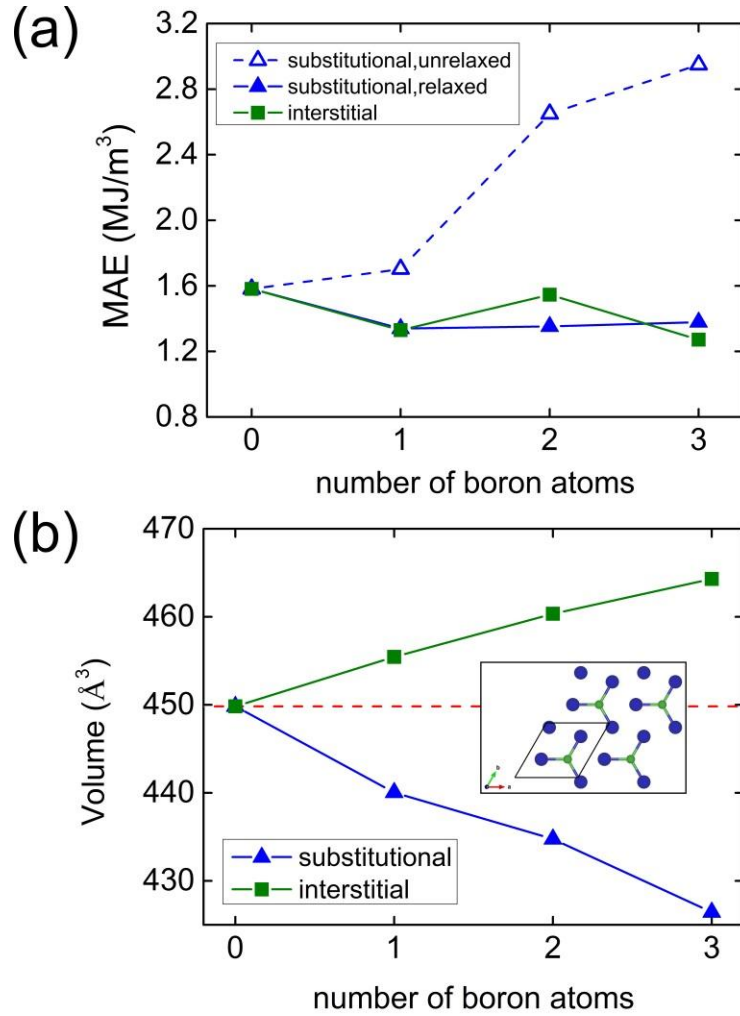 (a)
3.2
2.8
2.4
2.0
1.6
1.2
0.8
MAE (MJ/m³)
substitutional,unrelaxed
substitutional,relaxed
interstitial
0 1 2 3
number of boron atoms
(b)
470
460
450
440
430
Volume (Å³)
b
a
substitutional
interstitial
0 1 2 3
number of boron atoms